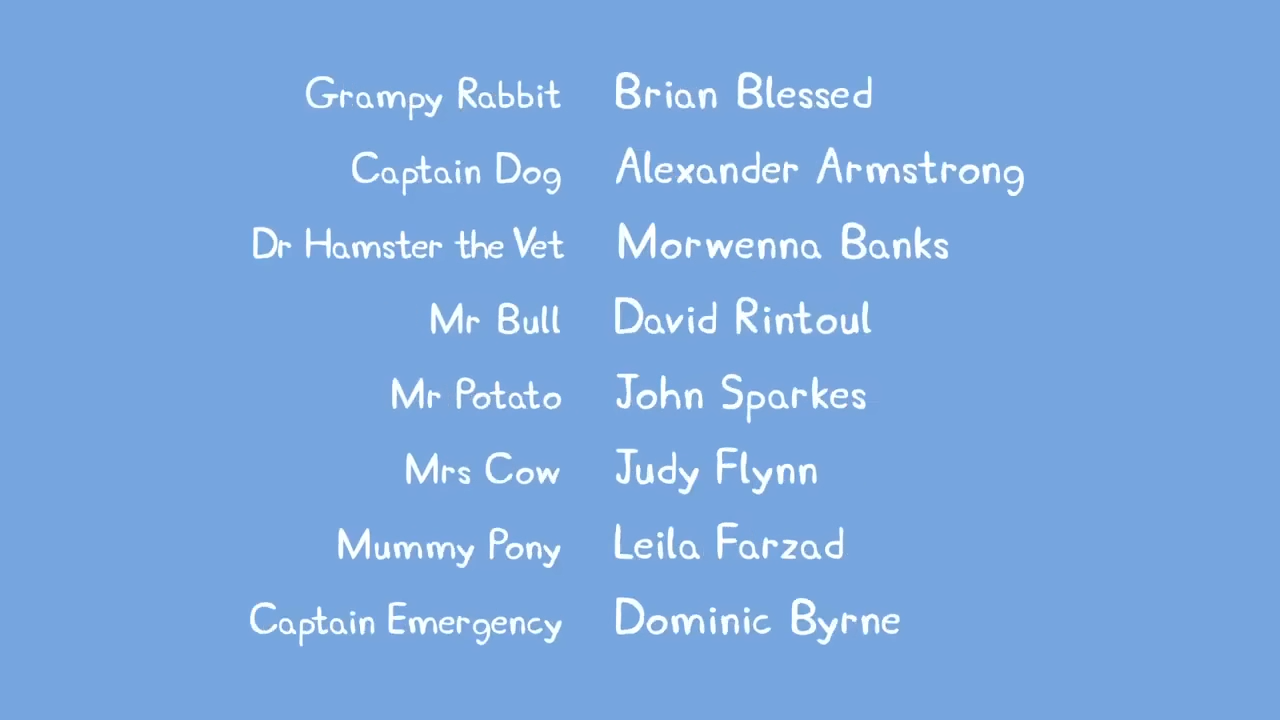 Grampy Rabbit Brian Blessed
Captain Dog Alexander Armstrong
Dr Hamster the Vet Morwenna Banks
Mr Bull David Rintoul
Mr Potato John Sparkes
Mrs Cow Judy Flynn
Mummy Pony Leila Farzad
Captain Emergency Dominic Byrne